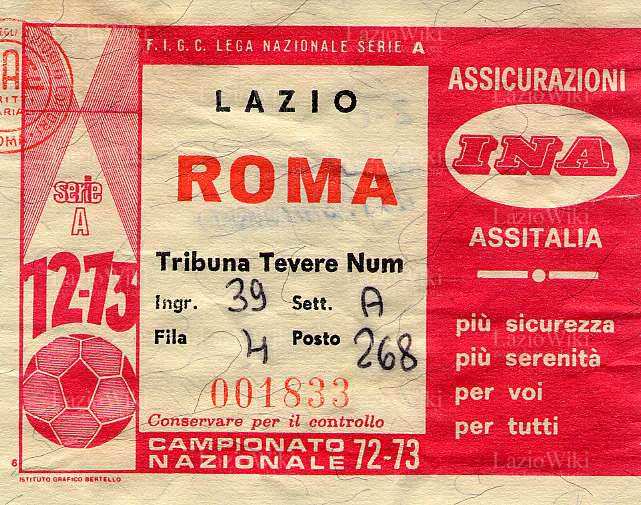 F.I.G.C. LEGA NAZIONALE SERIE A
LAZIO
ROMA
Tribuna Tevere Num
Ingr. 39 Sett. A
Fila 4 Posto 268
001833
Conservare per il controllo
CAMPIONATO
NAZIONALE 72-73
serie
A
72-73
6
ISTITUTO GRAFICO BERTELLO
ASSICURAZIONI
INA
ASSITALIA
più sicurezza
più serenità
per voi
per tutti
LazioWiki